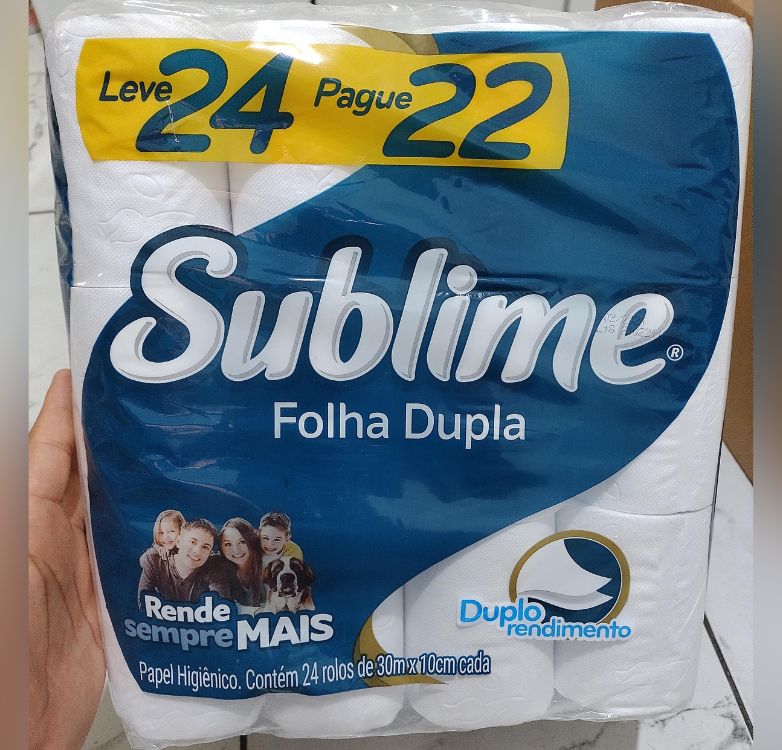 Leve 24 Pague 22
Sublime®
Folha Dupla
Rende
sempre MAIS
Duplo
rendimento
Papel Higiênico. Contém 24 rolos de 30m x 10cm cada